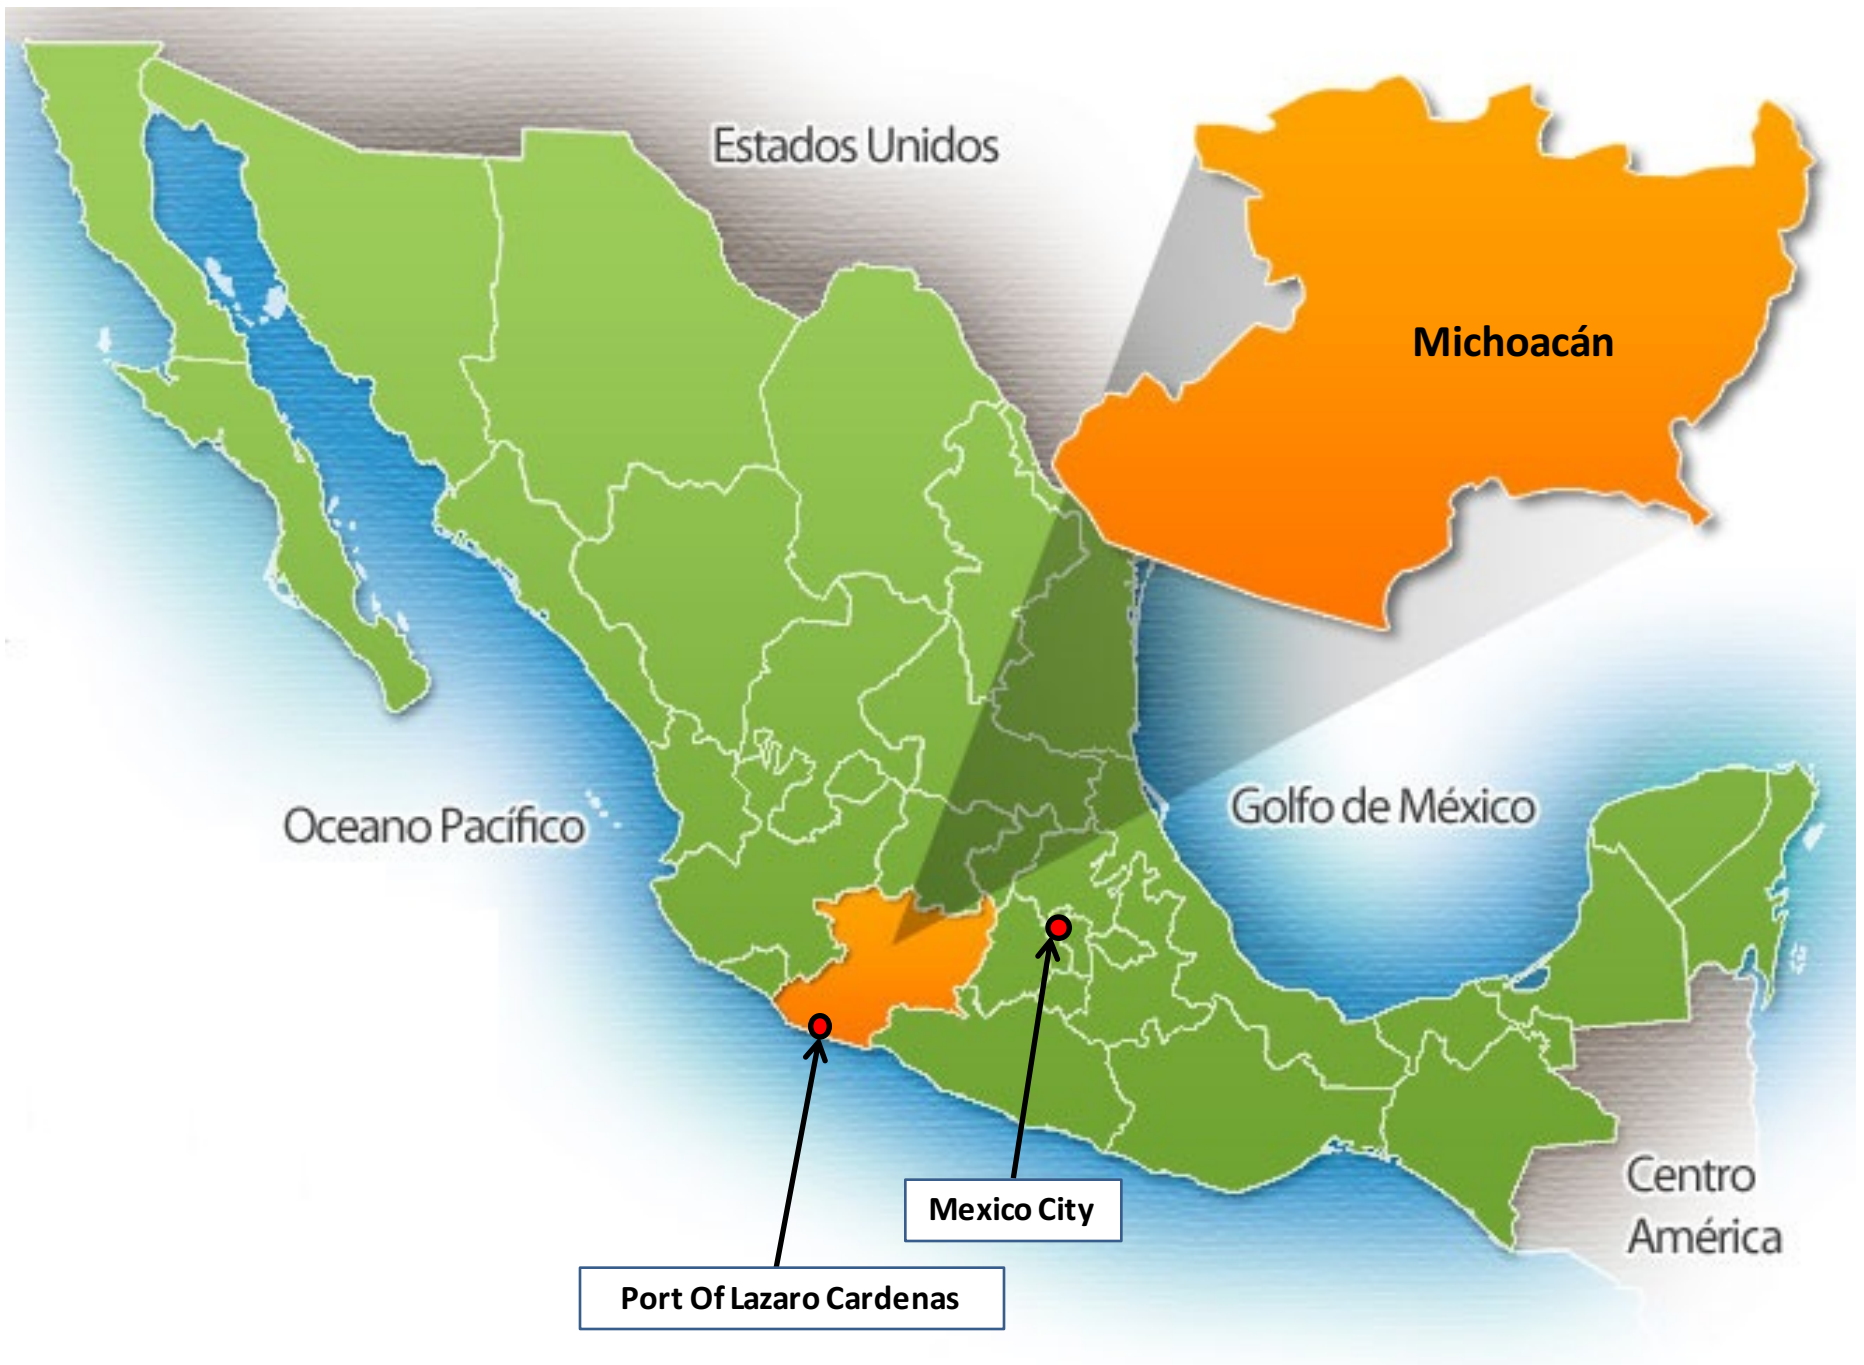 Estados Unidos
Michoacán
Golfo de México
Oceano Pacífico
Centro
América
Mexico City
Port Of Lazaro Cardenas